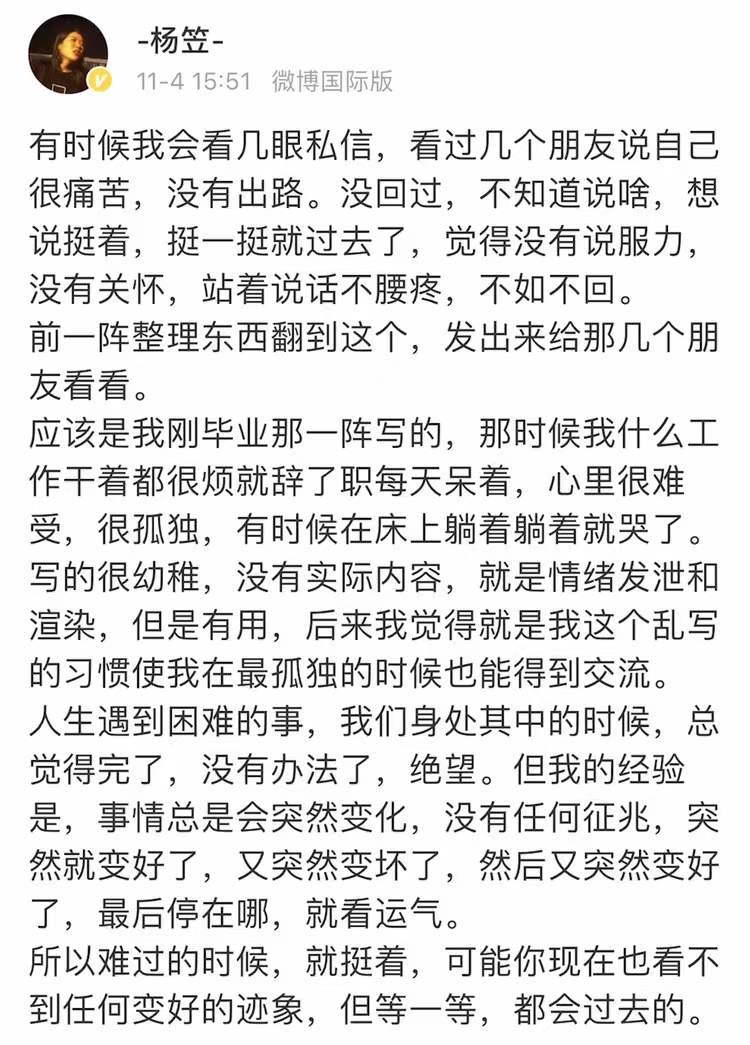 -杨笠-
11-4 15:51 微博国际版
有时候我会看几眼私信，看过几个朋友说自己
很痛苦，没有出路。没回过，不知道说啥，想
说挺着，挺一挺就过去了，觉得没有说服力，
没有关怀，站着说话不腰疼，不如不回。
前一阵整理东西翻到这个，发出来给那几个朋
友看看。
应该是我刚毕业那一阵写的，那时候我什么工
作干着都很烦就辞了职每天呆着，心里很难
受，很孤独，有时候在床上躺着躺着就哭了。
写的很幼稚，没有实际内容，就是情绪发泄和
渲染，但是有用，后来我觉得就是我这个乱写
的习惯使我在最孤独的时候也能得到交流。
人生遇到困难的事，我们身处其中的时候，总
觉得完了，没有办法了，绝望。但我的经验
是，事情总是会突然变化，没有任何征兆，突
然就变好了，又突然变坏了，然后又突然变好
了，最后停在哪，就看运气。
所以难过的时候，就挺着，可能你现在也看不
到任何变好的迹象，但等一等，都会过去的。